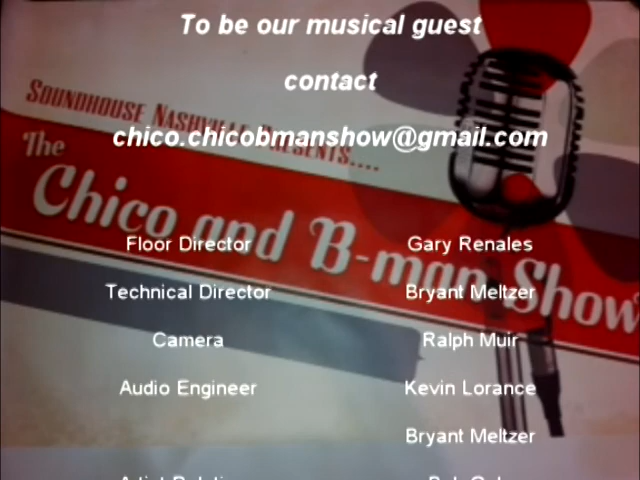 To be our musical guest
contact
chico.chicobmanshow@gmail.com
SOUNDHOUSE NASHVILLE PRESENTS....
The
Chico and B-man Show
Floor Director Gary Renales
Technical Director Bryant Meltzer
Camera Ralph Muir
Audio Engineer Kevin Lorance
Bryant Meltzer
Artist